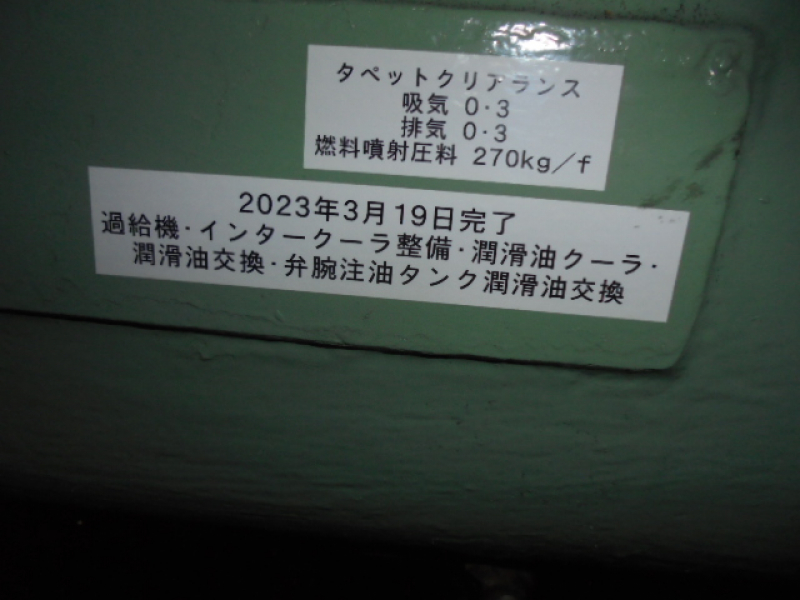 タペットクリアランス
吸気 0・3
排気 0・3
燃料噴射圧料 270kg/f
2023年3月19日完了
過給機・インタークーラ整備・潤滑油クーラ・
潤滑油交換・弁腕注油タンク潤滑油交換